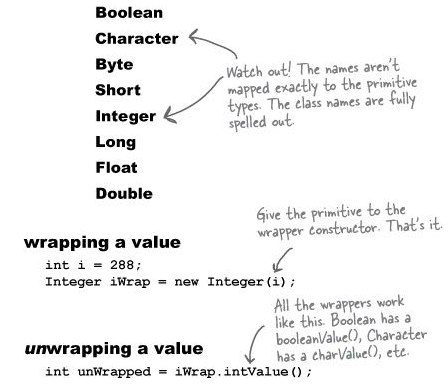 Boolean
Character
Byte
Short
Integer
Long
Float
Double
Watch out! The names aren't
mapped exactly to the primitive
types. The class names are fully
spelled out.
wrapping a value
int i = 288;
Integer iWrap = new Integer(i);
Give the primitive to the
wrapper constructor. That's it.
unwrapping a value
int unWrapped = iWrap.intValue();
All the wrappers work
like this. Boolean has a
booleanValue(), Character
has a charValue(), etc.